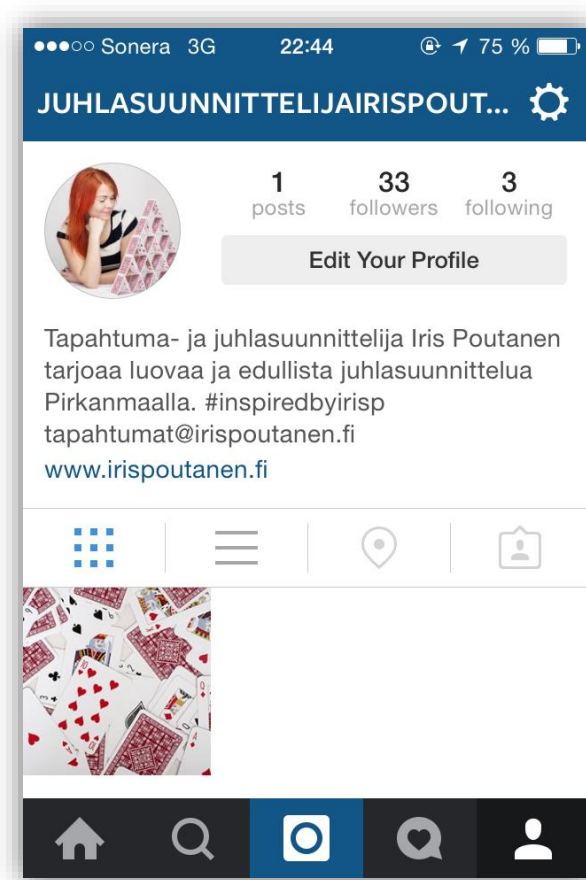 Sonera 3G 22:44 75 %
JUHLASUUNNITTELIJAIRISPOUT...
1 33 3
posts followers following
Edit Your Profile
Tapahtuma- ja juhlasuunnittelija Iris Poutanen
tarjoaa luovaa ja edullista juhlasuunnittelua
Pirkanmaalla. #inspiredbyirisp
tapahtumat@irispoutanen.fi
www.irispoutanen.fi